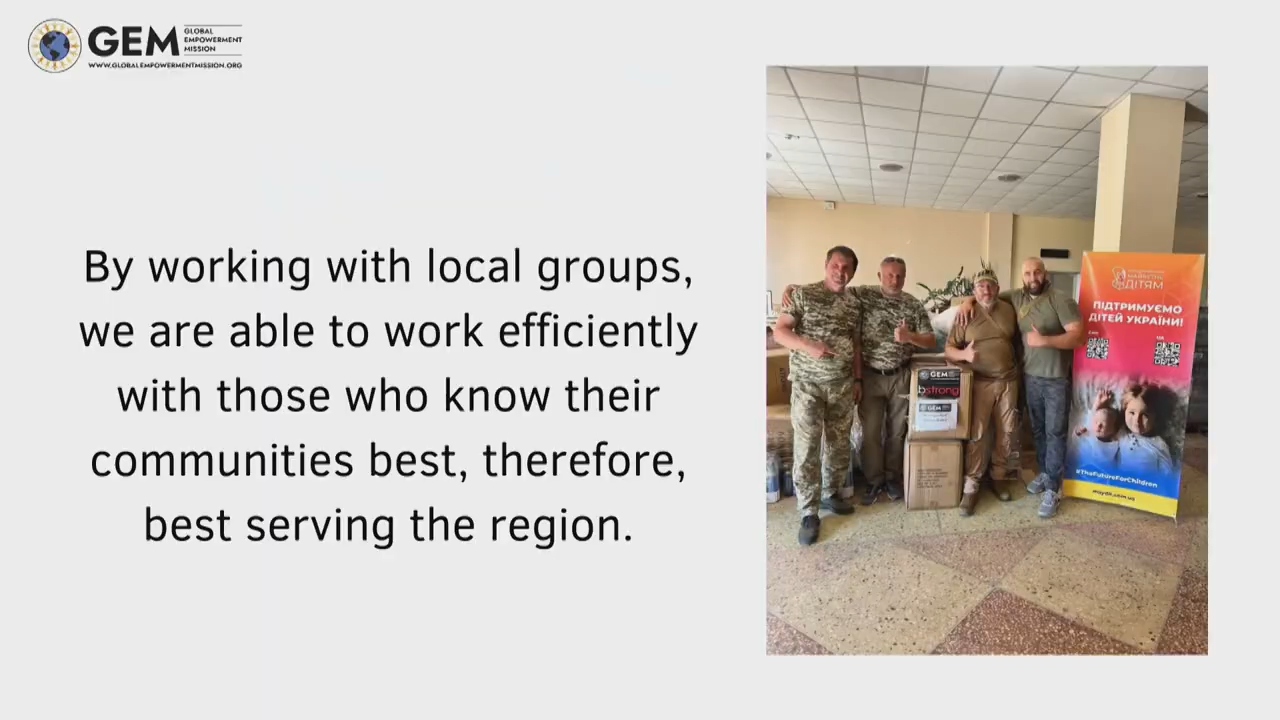 GEM
GLOBAL
EMPOWERMENT
MISSION
WWW.GLOBALEMPOWERMENTMISSION.ORG
By working with local groups,
we are able to work efficiently
with those who know their
communities best, therefore,
best serving the region.
ДІТЯМ
ПІДТРИМУЄМО
ДІТЕЙ УКРАЇНИ!
UA
#TheFutureForChildren
GEM
bstrong
GEM